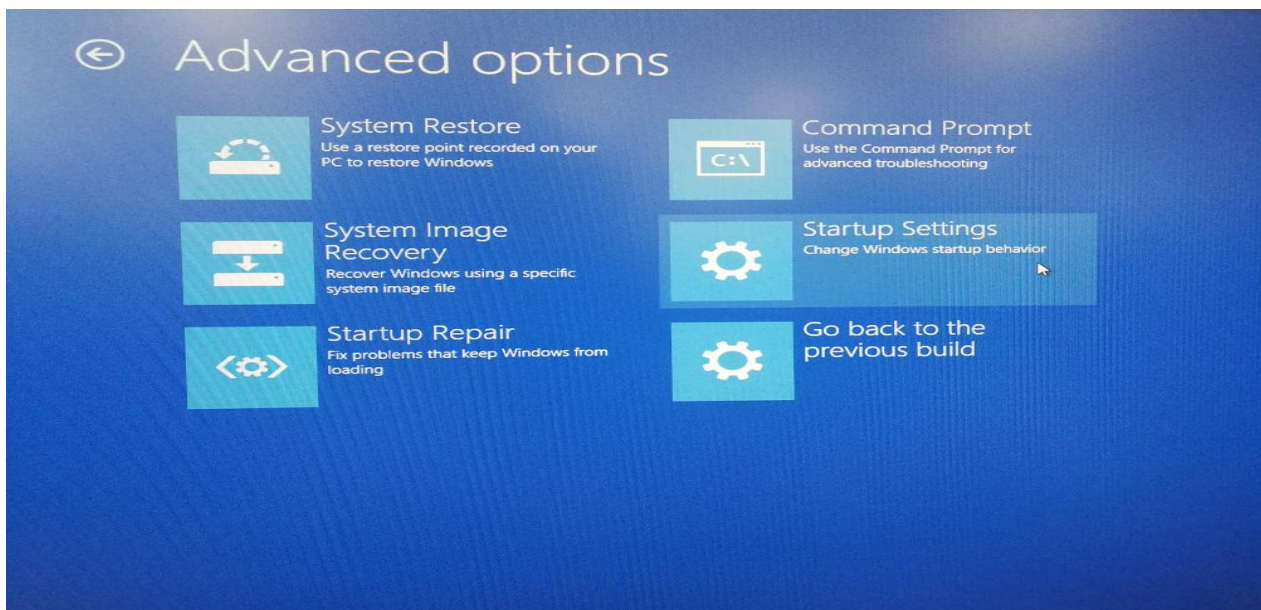 Advanced options
System Restore
Use a restore point recorded on your
PC to restore Windows
System Image
Recovery
Recover Windows using a specific
system image file
Startup Repair
Fix problems that keep Windows from
loading
C:\
Command Prompt
Use the Command Prompt for
advanced troubleshooting
Startup Settings
Change Windows startup behavior
Go back to the
previous build